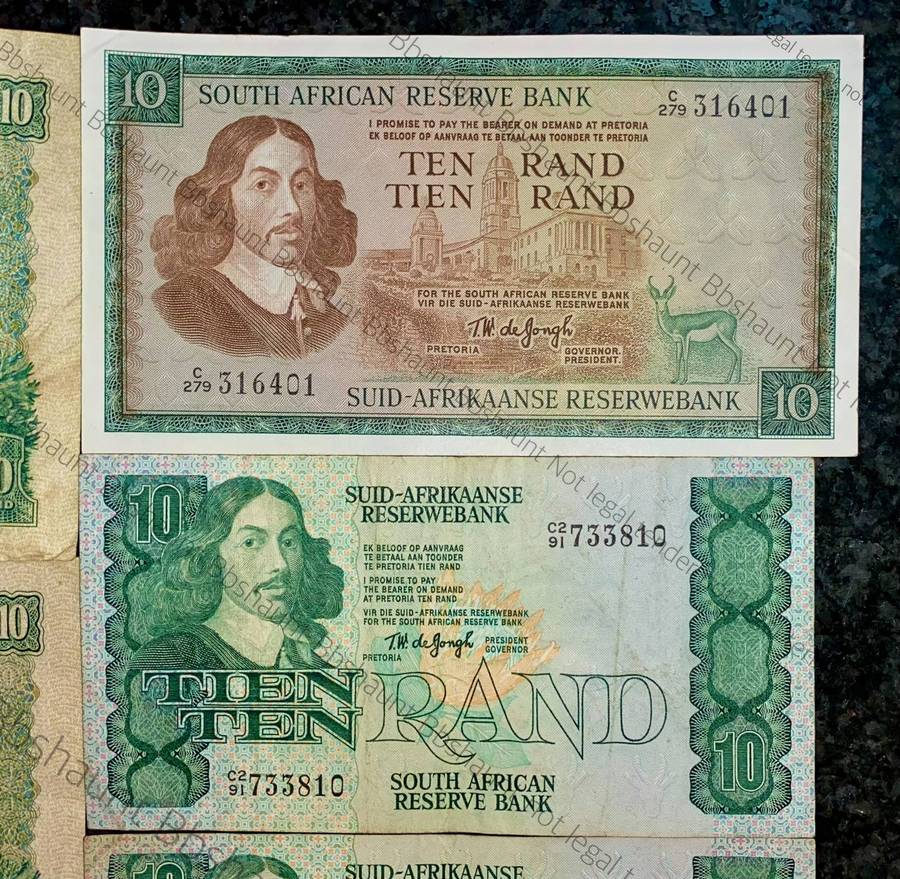 10
10
SOUTH AFRICAN RESERVE BANK
C/279 316401
I PROMISE TO PAY THE BEARER ON DEMAND AT PRETORIA
EK BELOOF OP AANVRAAG TE BETAAL AAN TOONDER TE PRETORIA
TEN RAND
TIEN RAND
FOR THE SOUTH AFRICAN RESERVE BANK
VIR DIE SUID-AFRIKAANSE RESERWEBANK
T.W. de Jongh
PRETORIA
GOVERNOR.
PRESIDENT.
C/279 316401
SUID-AFRIKAANSE RESERWEBANK
10
10
SUID-AFRIKAANSE
RESERWEBANK
C2/91 733810
EK BELOOF OP AANVRAAG
TE BETAAL AAN TOONDER
TE PRETORIA TIEN RAND
I PROMISE TO PAY
THE BEARER ON DEMAND
AT PRETORIA TEN RAND
VIR DIE SUID-AFRIKAANSE RESERWEBANK
FOR THE SOUTH AFRICAN RESERVE BANK
T.W. de Jongh
PRESIDENT
GOVERNOR
PRETORIA
TIEN
TEN
RAND
10
C2/91 733810
SOUTH AFRICAN
RESERVE BANK
10
10
SUID-AFRIKAANSE
Bbshaunt Bbshaunt Bbshaunt Not legal tender